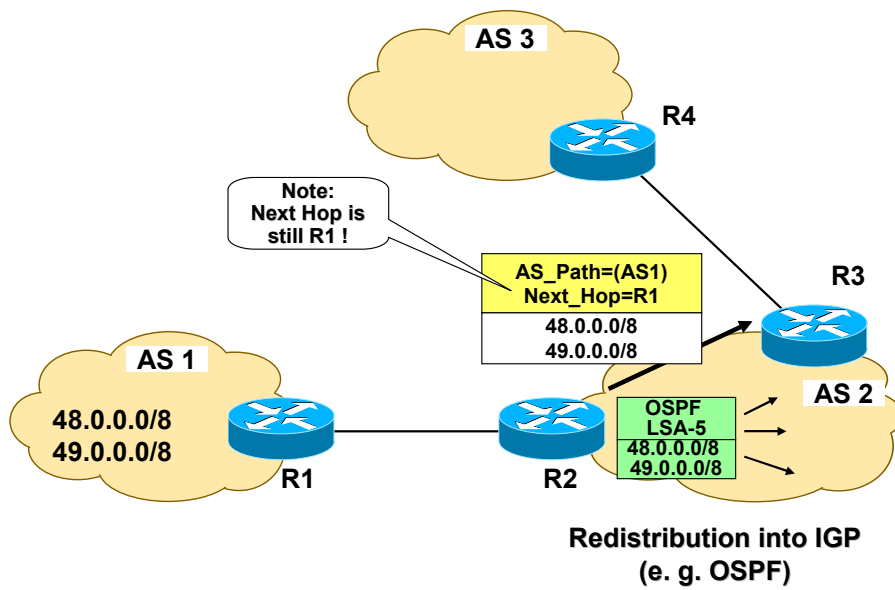 AS 3
R4
Note:
Next Hop is
still R1 !
AS_Path=(AS1)
Next_Hop=R1
48.0.0.0/8
49.0.0.0/8
R3
AS 1
48.0.0.0/8
49.0.0.0/8
R1
R2
AS 2
OSPF
LSA-5
48.0.0.0/8
49.0.0.0/8
Redistribution into IGP
(e. g. OSPF)